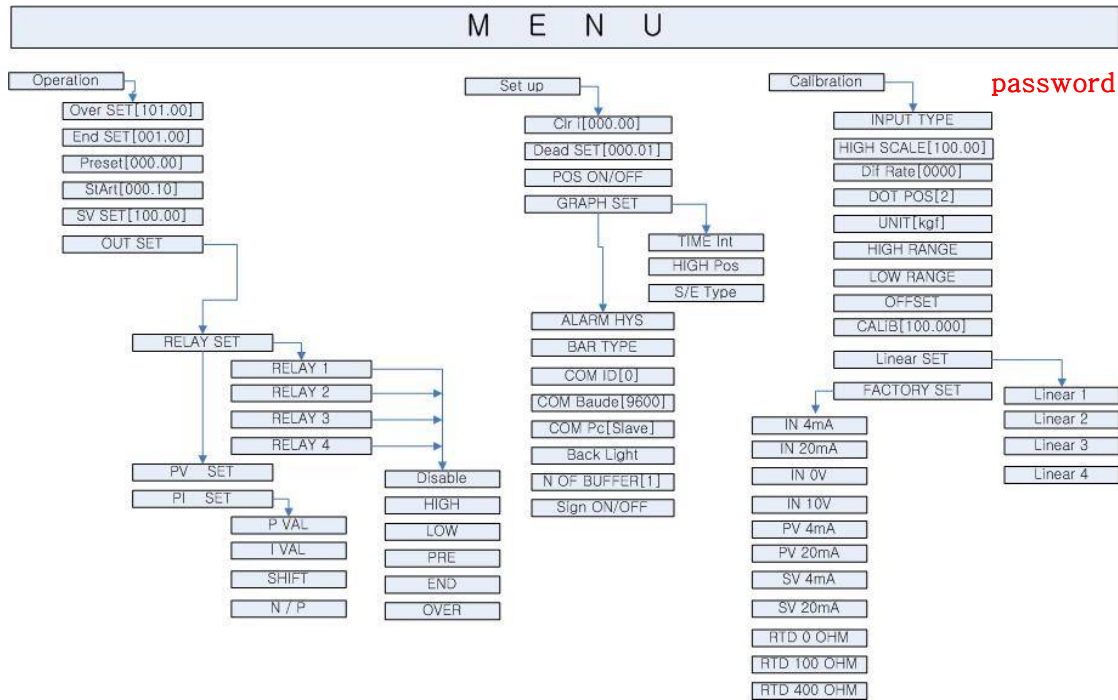 M E N U
password
Operation
Over SET[101.00]
End SET[001.00]
Preset[000.00]
StArt[000.10]
SV SET[100.00]
OUT SET
RELAY SET
RELAY 1
RELAY 2
RELAY 3
RELAY 4
Disable
HIGH
LOW
PRE
END
OVER
PV SET
PI SET
P VAL
I VAL
SHIFT
N / P
Set up
Clr i[000.00]
Dead SET[000.01]
POS ON/OFF
GRAPH SET
TIME Int
HIGH Pos
S/E Type
ALARM HYS
BAR TYPE
COM ID[0]
COM Baude[9600]
COM Pc[Slave]
Back Light
N OF BUFFER[1]
Sign ON/OFF
Calibration
INPUT TYPE
HIGH SCALE[100.00]
Dif Rate[0000]
DOT POS[2]
UNIT[kgf]
HIGH RANGE
LOW RANGE
OFFSET
CALiB[100.000]
Linear SET
FACTORY SET
Linear 1
Linear 2
Linear 3
Linear 4
IN 4mA
IN 20mA
IN 0V
IN 10V
PV 4mA
PV 20mA
SV 4mA
SV 20mA
RTD 0 OHM
RTD 100 OHM
RTD 400 OHM